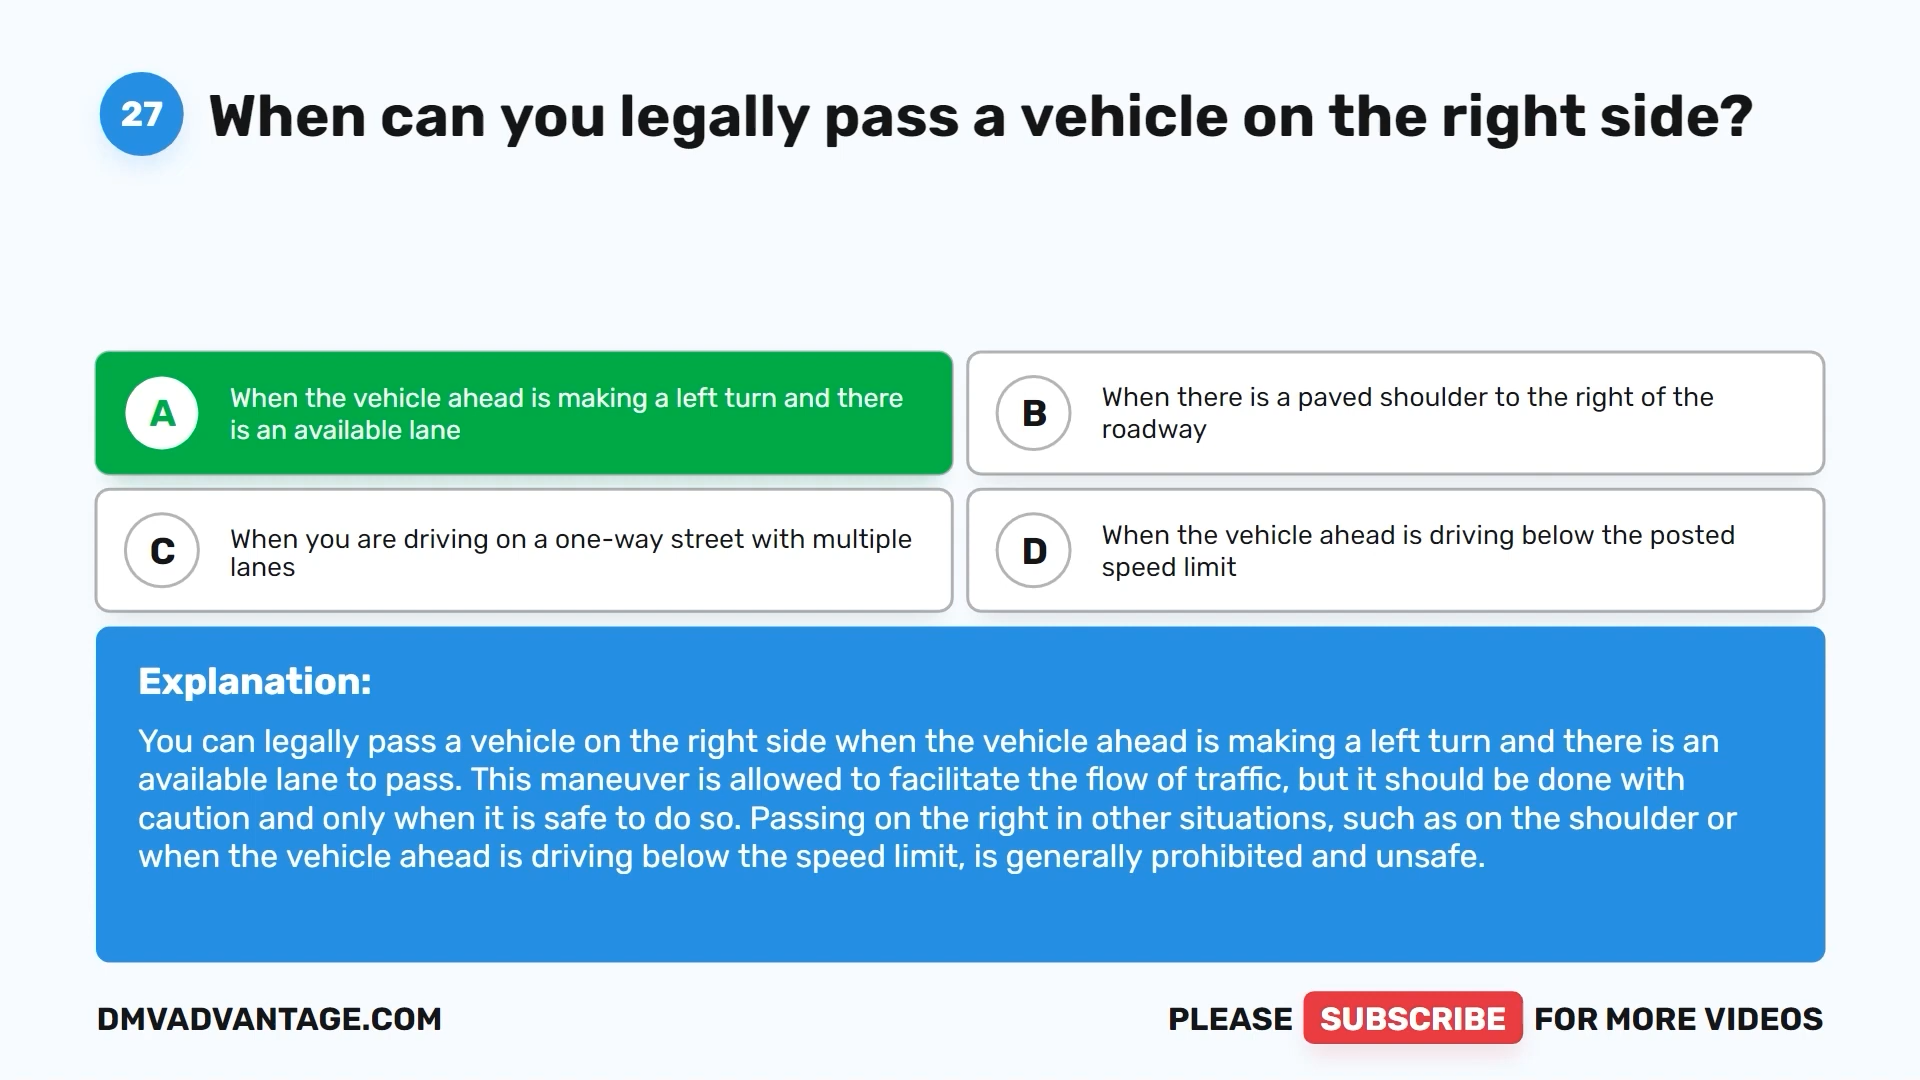 27
When can you legally pass a vehicle on the right side?
A
When the vehicle ahead is making a left turn and there
is an available lane
B
When there is a paved shoulder to the right of the
roadway
C
When you are driving on a one-way street with multiple
lanes
D
When the vehicle ahead is driving below the posted
speed limit
Explanation:
You can legally pass a vehicle on the right side when the vehicle ahead is making a left turn and there is an
available lane to pass. This maneuver is allowed to facilitate the flow of traffic, but it should be done with
caution and only when it is safe to do so. Passing on the right in other situations, such as on the shoulder or
when the vehicle ahead is driving below the speed limit, is generally prohibited and unsafe.
DMVADVANTAGE.COM
PLEASE SUBSCRIBE FOR MORE VIDEOS